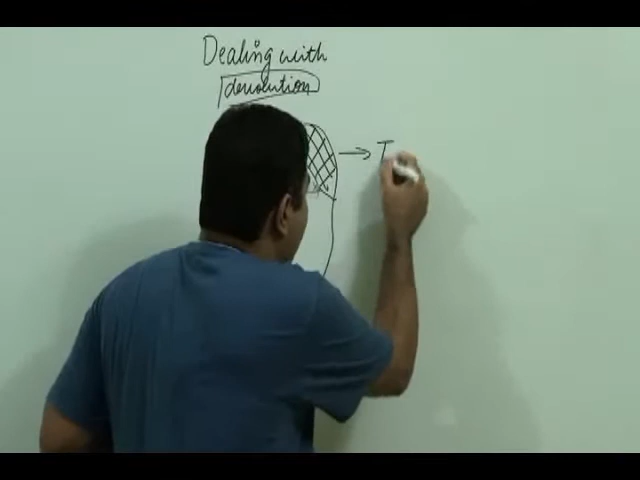 Dealing with
devolution
→ T